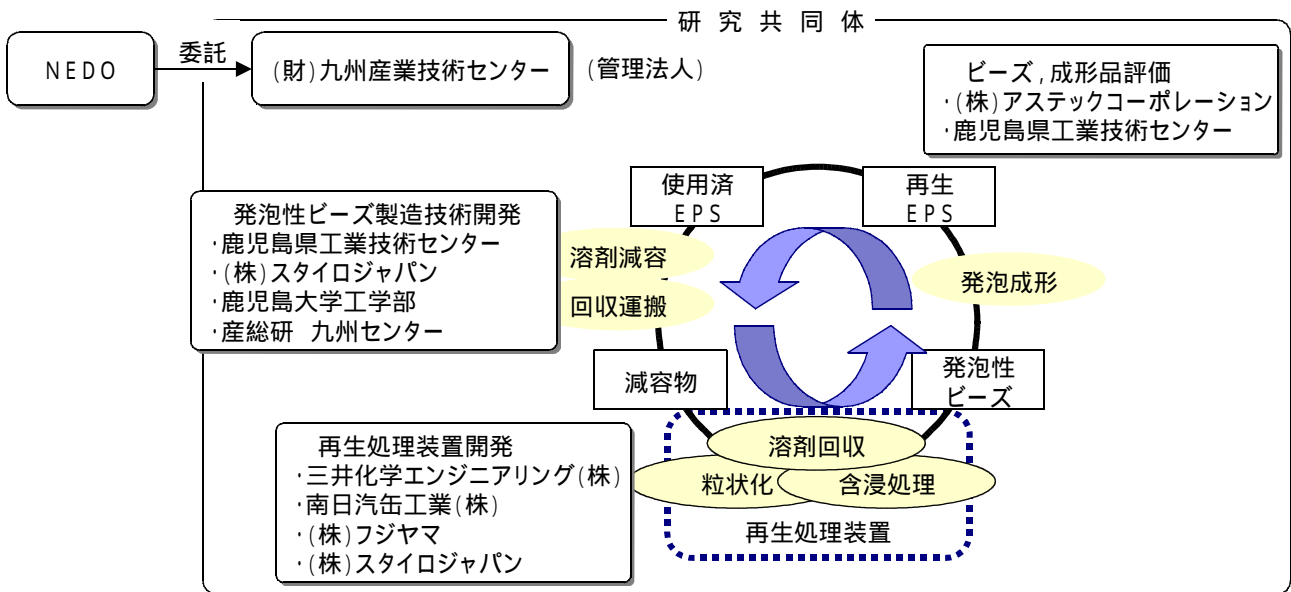 研究共同体
NEDO
委託
(財)九州産業技術センター
(管理法人)
ビーズ,成形品評価
・(株)アステックコーポレーション
・鹿児島県工業技術センター
発泡性ビーズ製造技術開発
・鹿児島県工業技術センター
・(株)スタイロジャパン
・鹿児島大学工学部
・産総研 九州センター
使用済
EPS
再生
EPS
溶剤減容
回収運搬
発泡成形
減容物
発泡性
ビーズ
溶剤回収
粒状化
含浸処理
再生処理装置
再生処理装置開発
・三井化学エンジニアリング(株)
・南日汽缶工業(株)
・(株)フジヤマ
・(株)スタイロジャパン